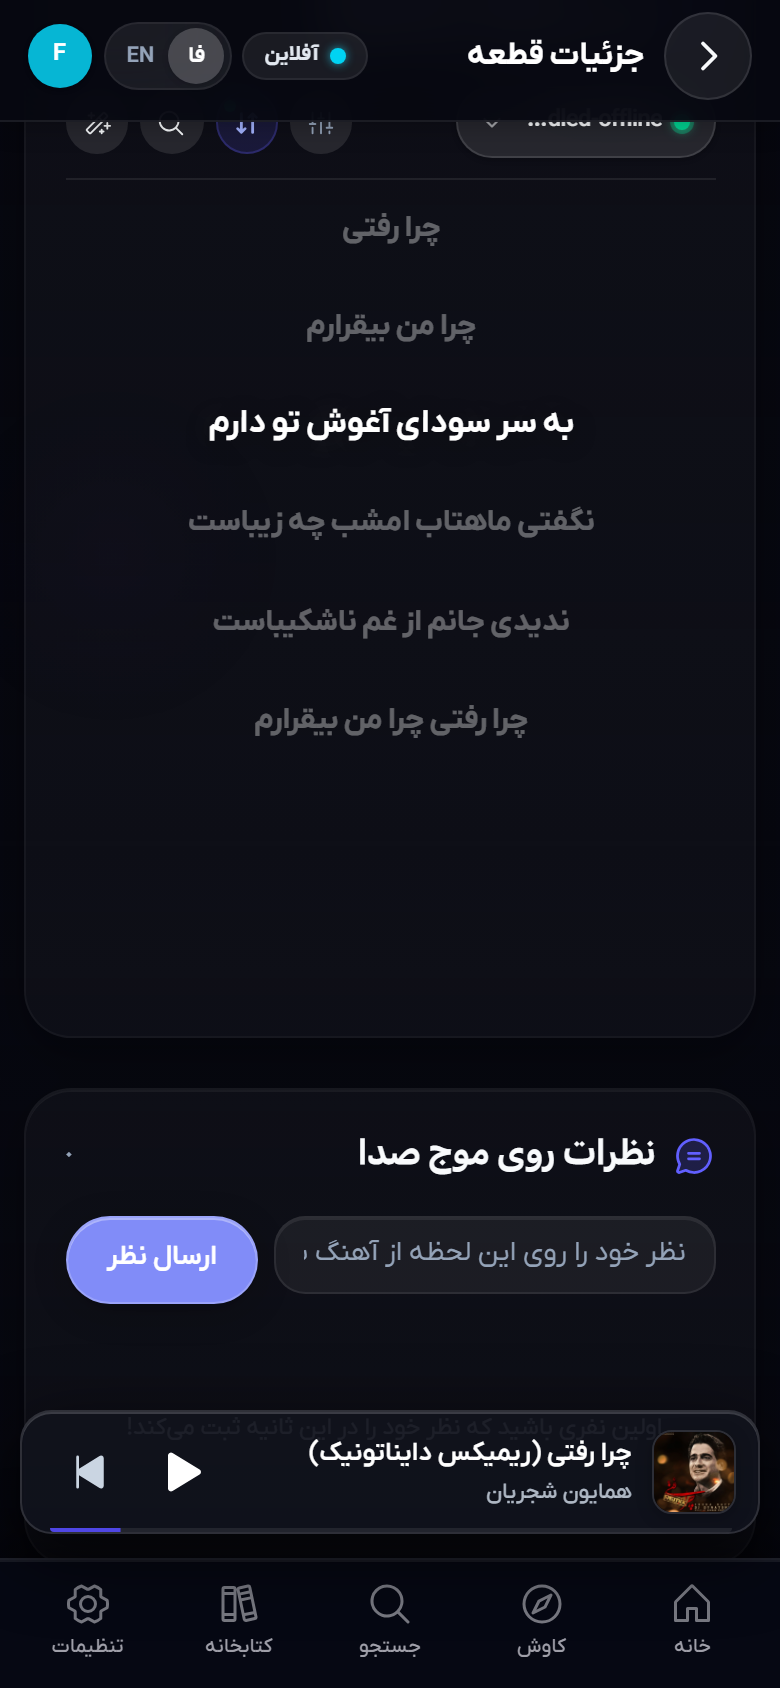 جزئیات قطعه
آفلاین
فا
EN
F
...dled offline
چرا رفتی
چرا من بیقرارم
به سر سودای آغوش تو دارم
نگفتی ماهتاب امشب چه زیباست
ندیدی جانم از غم ناشکیباست
چرا رفتی چرا من بیقرارم
نظرات روی موج صدا
نظر خود را روی این لحظه از آهنگ
ارسال نظر
اولین نفری باشید که نظر خود را در این ثانیه ثبت می‌کند!
چرا رفتی (ریمیکس دایناتونیک)
همایون شجریان
خانه
کاوش
جستجو
کتابخانه
تنظیمات